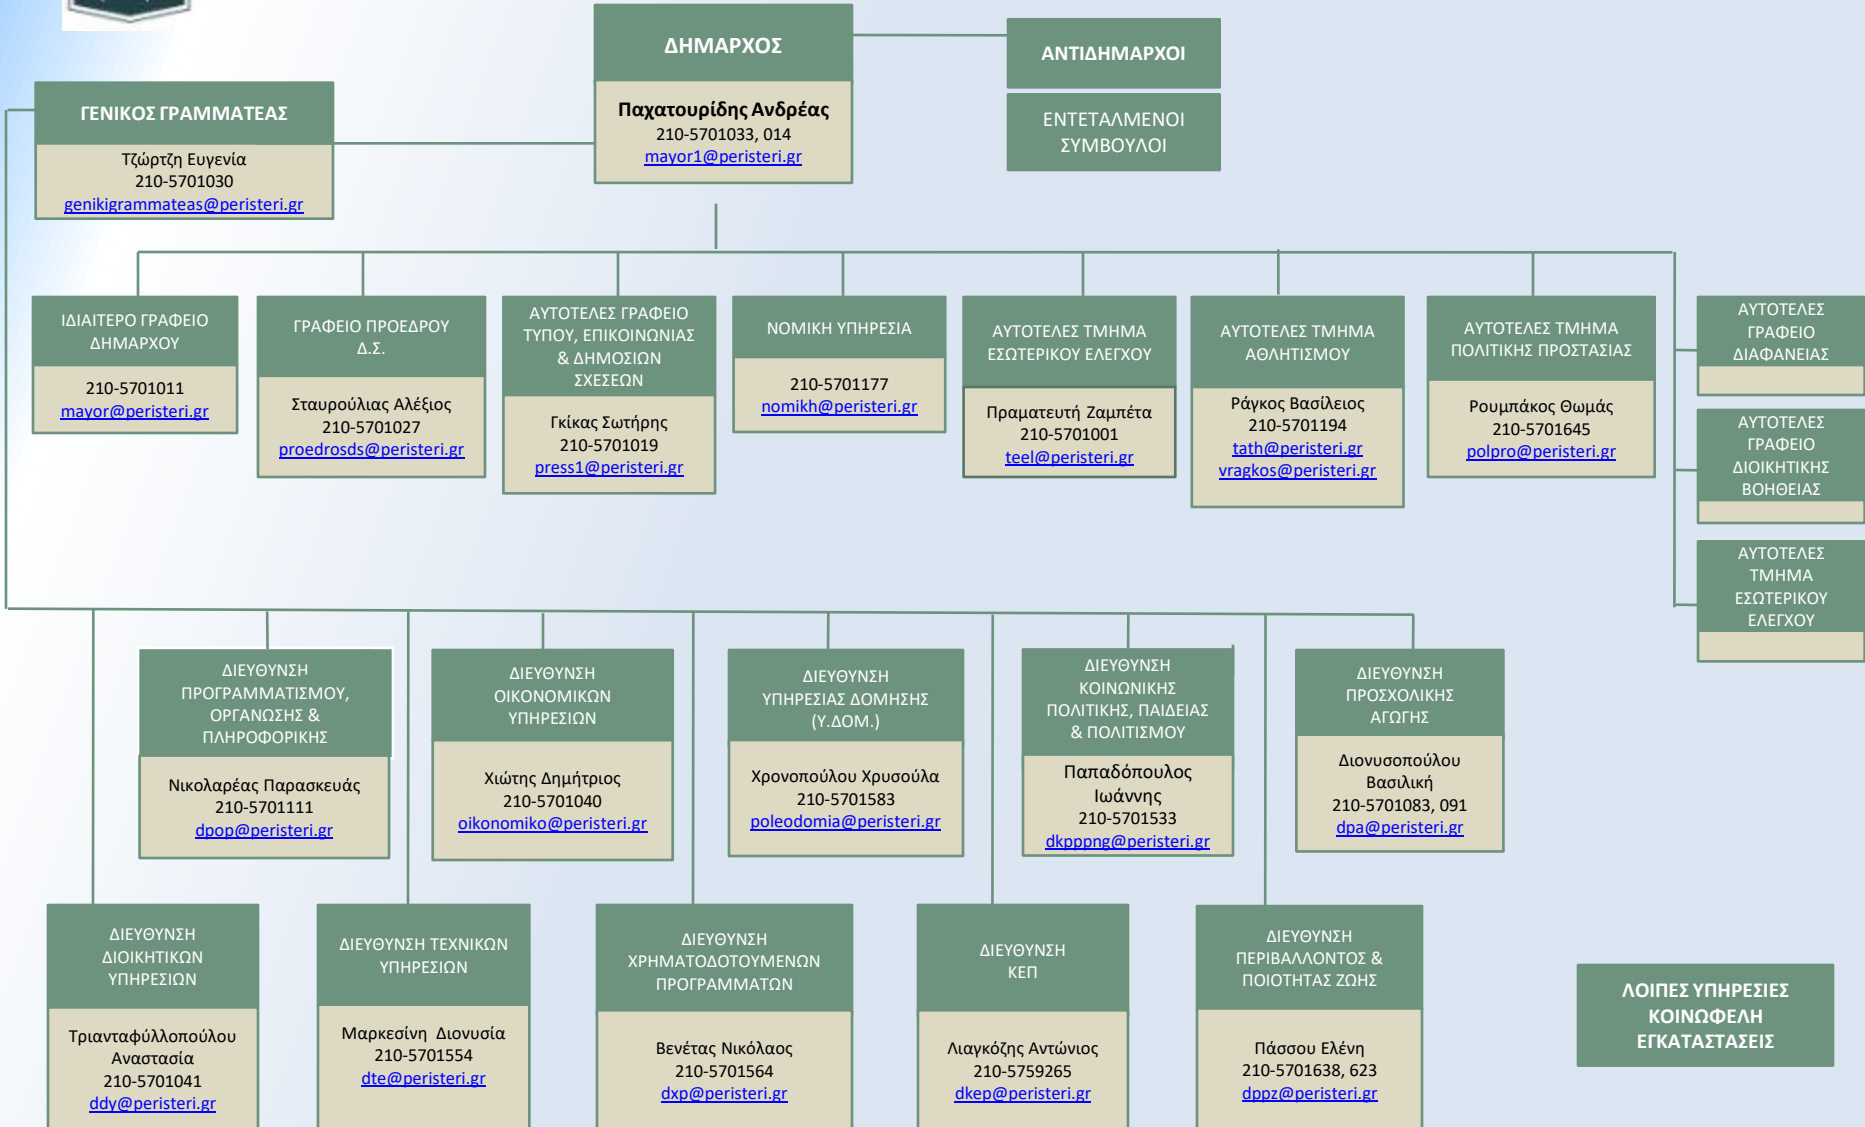 ΔΗΜΑΡΧΟΣ
Παχατουρίδης Ανδρέας
210-5701033, 014
mayor1@peristeri.gr
ΑΝΤΙΔΗΜΑΡΧΟΙ
ΕΝΤΕΤΑΛΜΕΝΟΙ
ΣΥΜΒΟΥΛΟΙ
ΓΕΝΙΚΟΣ ΓΡΑΜΜΑΤΕΑΣ
Τζώρτζη Ευγενία
210-5701030
genikigrammateas@peristeri.gr
ΙΔΙΑΙΤΕΡΟ ΓΡΑΦΕΙΟ
ΔΗΜΑΡΧΟΥ
210-5701011
mayor@peristeri.gr
ΓΡΑΦΕΙΟ ΠΡΟΕΔΡΟΥ
Δ.Σ.
Σταυρούλιας Αλέξιος
210-5701027
proedrosds@peristeri.gr
ΑΥΤΟΤΕΛΕΣ ΓΡΑΦΕΙΟ
ΤΥΠΟΥ, ΕΠΙΚΟΙΝΩΝΙΑΣ
& ΔΗΜΟΣΙΩΝ
ΣΧΕΣΕΩΝ
Γκίκας Σωτήρης
210-5701019
press1@peristeri.gr
ΝΟΜΙΚΗ ΥΠΗΡΕΣΙΑ
210-5701177
nomikh@peristeri.gr
ΑΥΤΟΤΕΛΕΣ ΤΜΗΜΑ
ΕΣΩΤΕΡΙΚΟΥ ΕΛΕΓΧΟΥ
Πραματευτή Ζαμπέτα
210-5701001
teel@peristeri.gr
ΑΥΤΟΤΕΛΕΣ ΤΜΗΜΑ
ΑΘΛΗΤΙΣΜΟΥ
Ράγκος Βασίλειος
210-5701194
tath@peristeri.gr
vragkos@peristeri.gr
ΑΥΤΟΤΕΛΕΣ ΤΜΗΜΑ
ΠΟΛΙΤΙΚΗΣ ΠΡΟΣΤΑΣΙΑΣ
Ρουμπάκος Θωμάς
210-5701645
polpro@peristeri.gr
ΑΥΤΟΤΕΛΕΣ
ΓΡΑΦΕΙΟ
ΔΙΑΦΑΝΕΙΑΣ
ΑΥΤΟΤΕΛΕΣ
ΓΡΑΦΕΙΟ
ΔΙΟΙΚΗΤΙΚΗΣ
ΒΟΗΘΕΙΑΣ
ΑΥΤΟΤΕΛΕΣ
ΤΜΗΜΑ
ΕΣΩΤΕΡΙΚΟΥ
ΕΛΕΓΧΟΥ
ΔΙΕΥΘΥΝΣΗ
ΠΡΟΓΡΑΜΜΑΤΙΣΜΟΥ,
ΟΡΓΑΝΩΣΗΣ &
ΠΛΗΡΟΦΟΡΙΚΗΣ
Νικολαρέας Παρασκευάς
210-5701111
dpop@peristeri.gr
ΔΙΕΥΘΥΝΣΗ
ΟΙΚΟΝΟΜΙΚΩΝ
ΥΠΗΡΕΣΙΩΝ
Χιώτης Δημήτριος
210-5701040
oikonomiko@peristeri.gr
ΔΙΕΥΘΥΝΣΗ
ΥΠΗΡΕΣΙΑΣ ΔΟΜΗΣΗΣ
(Υ.ΔΟΜ.)
Χρονοπούλου Χρυσούλα
210-5701583
poleodomia@peristeri.gr
ΔΙΕΥΘΥΝΣΗ
ΚΟΙΝΩΝΙΚΗΣ
ΠΟΛΙΤΙΚΗΣ, ΠΑΙΔΕΙΑΣ
& ΠΟΛΙΤΙΣΜΟΥ
Παπαδόπουλος
Ιωάννης
210-5701533
dkpppng@peristeri.gr
ΔΙΕΥΘΥΝΣΗ
ΠΡΟΣΧΟΛΙΚΗΣ
ΑΓΩΓΗΣ
Διονυσοπούλου
Βασιλική
210-5701083, 091
dpa@peristeri.gr
ΔΙΕΥΘΥΝΣΗ
ΔΙΟΙΚΗΤΙΚΩΝ
ΥΠΗΡΕΣΙΩΝ
Τριανταφύλλοπούλου
Αναστασία
210-5701041
ddy@peristeri.gr
ΔΙΕΥΘΥΝΣΗ ΤΕΧΝΙΚΩΝ
ΥΠΗΡΕΣΙΩΝ
Μαρκεσίνη Διονυσία
210-5701554
dte@peristeri.gr
ΔΙΕΥΘΥΝΣΗ
ΧΡΗΜΑΤΟΔΟΤΟΥΜΕΝΩΝ
ΠΡΟΓΡΑΜΜΑΤΩΝ
Βενέτας Νικόλαος
210-5701564
dxp@peristeri.gr
ΔΙΕΥΘΥΝΣΗ
ΚΕΠ
Λιαγκόζης Αντώνιος
210-5759265
dkep@peristeri.gr
ΔΙΕΥΘΥΝΣΗ
ΠΕΡΙΒΑΛΛΟΝΤΟΣ &
ΠΟΙΟΤΗΤΑΣ ΖΩΗΣ
Πάσσου Ελένη
210-5701638, 623
dppz@peristeri.gr
ΛΟΙΠΕΣ ΥΠΗΡΕΣΙΕΣ
ΚΟΙΝΩΦΕΛΗ
ΕΓΚΑΤΑΣΤΑΣΕΙΣ